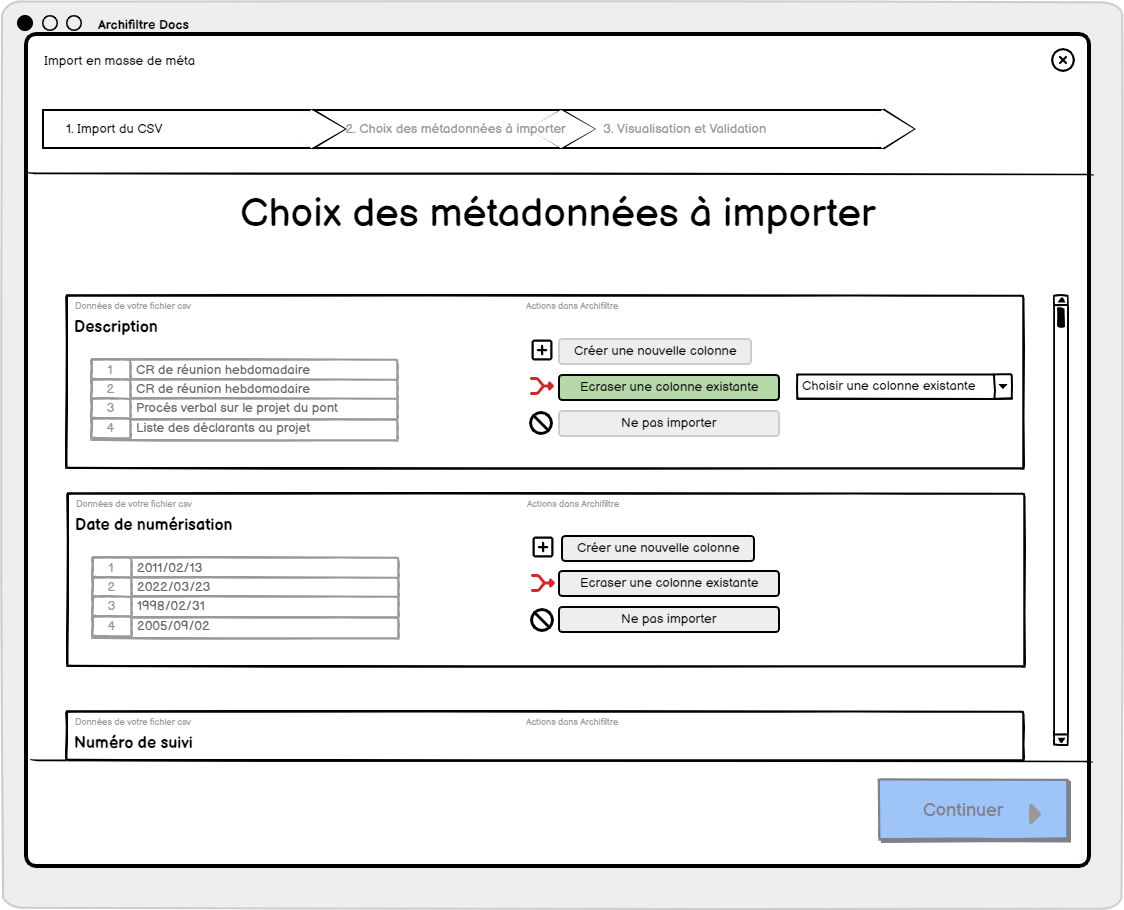 Archifiltre Docs
Import en masse de méta
1. Import du CSV
2. Choix des métadonnées à importer
3. Visualisation et Validation
Choix des métadonnées à importer
Données de votre fichier csv
Actions dans Archifiltre
Description
1 CR de réunion hebdomadaire
2 CR de réunion hebdomadaire
3 Procés verbal sur le projet du pont
4 Liste des déclarants au projet
Créer une nouvelle colonne
Ecraser une colonne existante
Choisir une colonne existante
Ne pas importer
Données de votre fichier csv
Actions dans Archifiltre
Date de numérisation
1 2011/02/13
2 2022/03/23
3 1998/02/31
4 2005/09/02
Créer une nouvelle colonne
Ecraser une colonne existante
Ne pas importer
Données de votre fichier csv
Actions dans Archifiltre
Numéro de suivi
Continuer